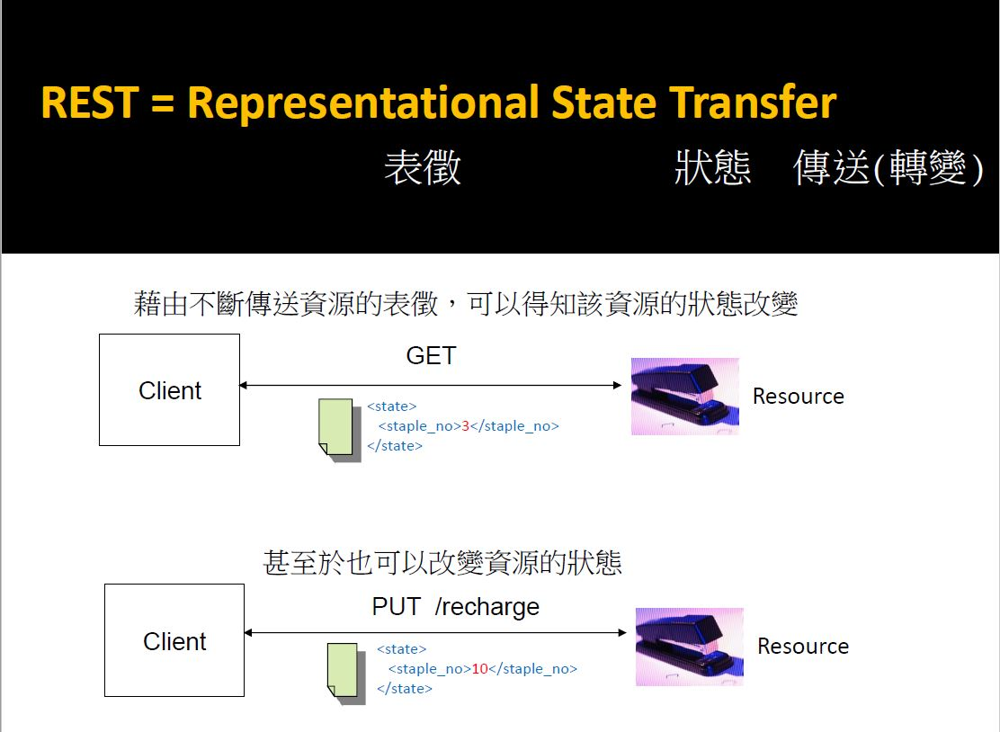 REST = Representational State Transfer
表徵 狀態 傳送(轉變)
藉由不斷傳送資源的表徵，可以得知該資源的狀態改變
GET
Client
Resource
<state>
<staple_no>3</staple_no>
</state>
甚至於也可以改變資源的狀態
PUT /recharge
Client
Resource
<state>
<staple_no>10</staple_no>
</state>